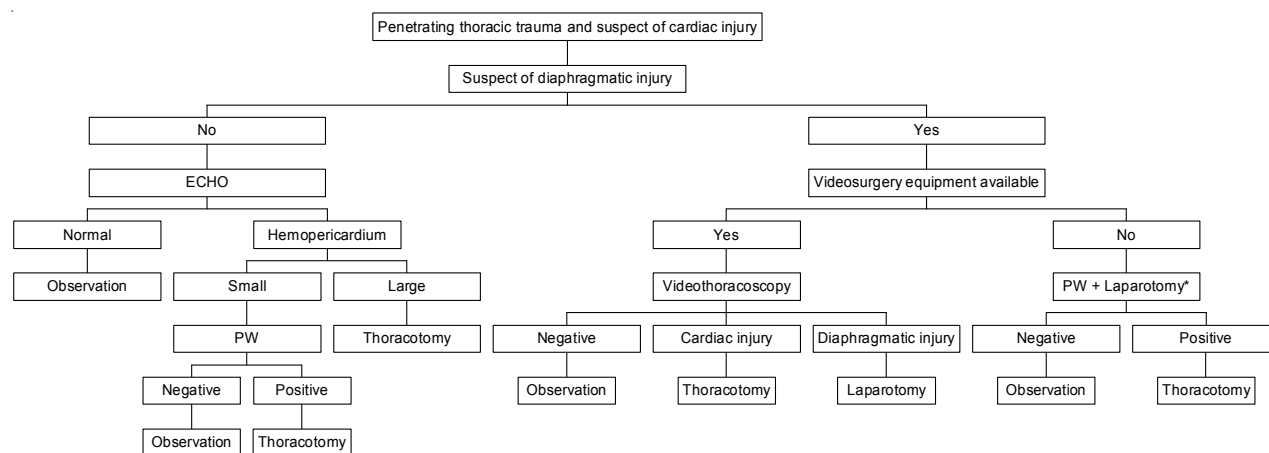 Penetrating thoracic trauma and suspect of cardiac injury
Suspect of diaphragmatic injury
No
Yes
ECHO
Videosurgery equipment available
Normal
Hemopericardium
Yes
No
Observation
Small
Large
Videothoracoscopy
PW + Laparotomy*
PW
Thoracotomy
Negative
Cardiac injury
Diaphragmatic injury
Negative
Positive
Negative
Positive
Observation
Thoracotomy
Laparotomy
Observation
Thoracotomy
Observation
Thoracotomy